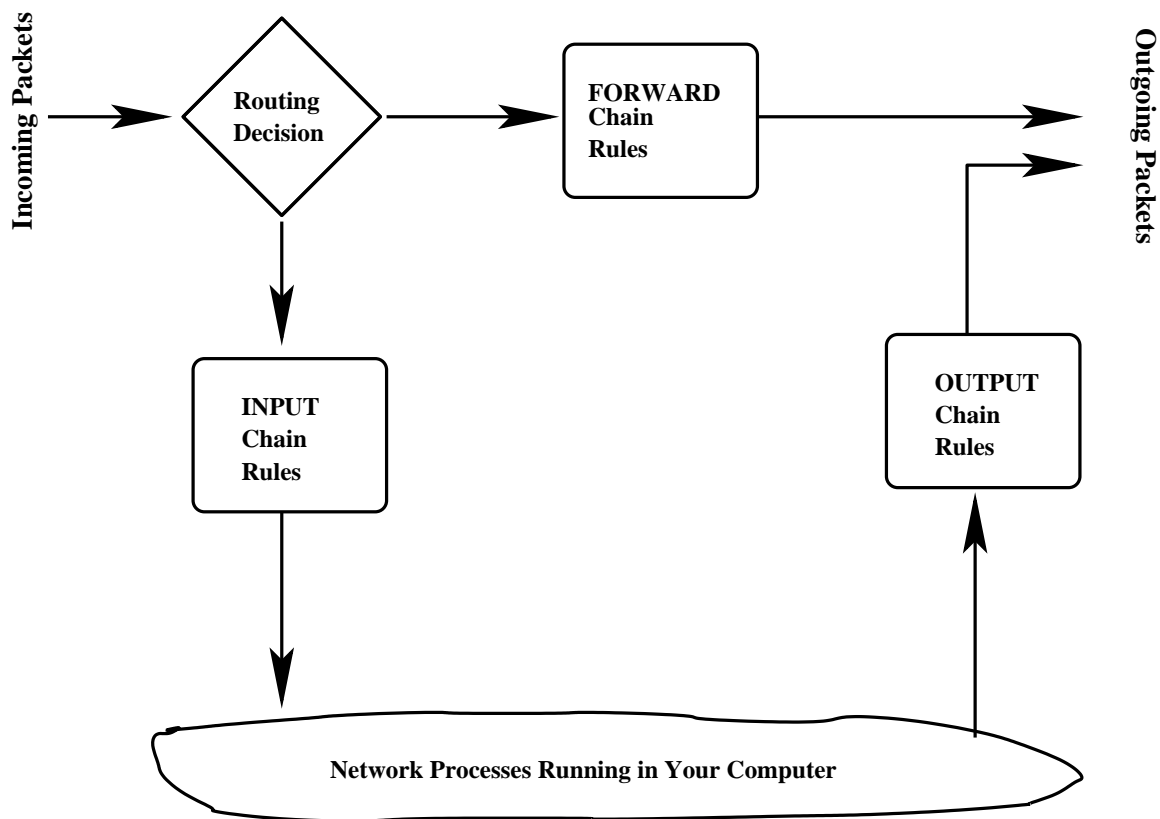 Incoming Packets
Routing
Decision
FORWARD
Chain
Rules
Outgoing Packets
INPUT
Chain
Rules
OUTPUT
Chain
Rules
Network Processes Running in Your Computer